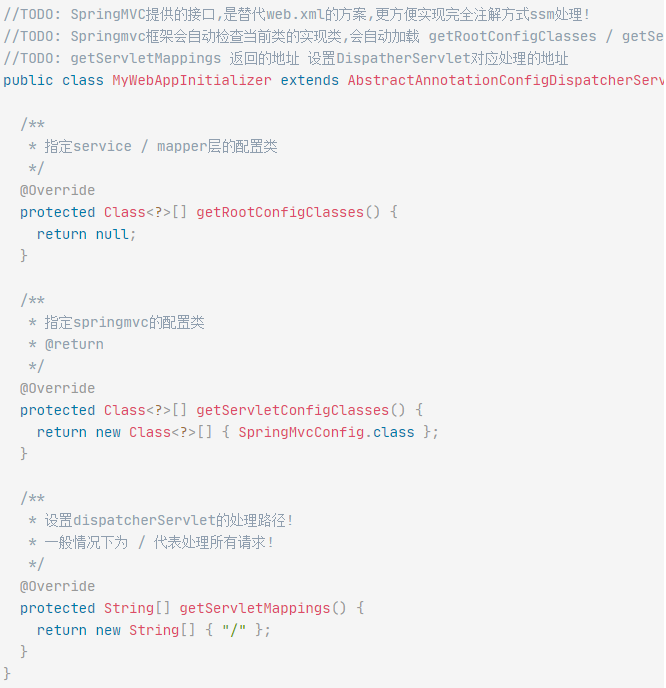 //TODO: SpringMVC提供的接口,是替代web.xml的方案,更方便实现完全注解方式ssm处理!
//TODO: Springmvc框架会自动检查当前类的实现类,会自动加载 getRootConfigClasses / getSe
//TODO: getServletMappings 返回的地址 设置DispatherServlet对应处理的地址
public class MyWebAppInitializer extends AbstractAnnotationConfigDispatcherServ
/**
* 指定service / mapper层的配置类
*/
@Override
protected Class<?>[] getRootConfigClasses() {
return null;
}
/**
* 指定springmvc的配置类
* @return
*/
@Override
protected Class<?>[] getServletConfigClasses() {
return new Class<?>[] { SpringMvcConfig.class };
}
/**
* 设置dispatcherServlet的处理路径!
* 一般情况下为 / 代表处理所有请求!
*/
@Override
protected String[] getServletMappings() {
return new String[] { "/" };
}
}